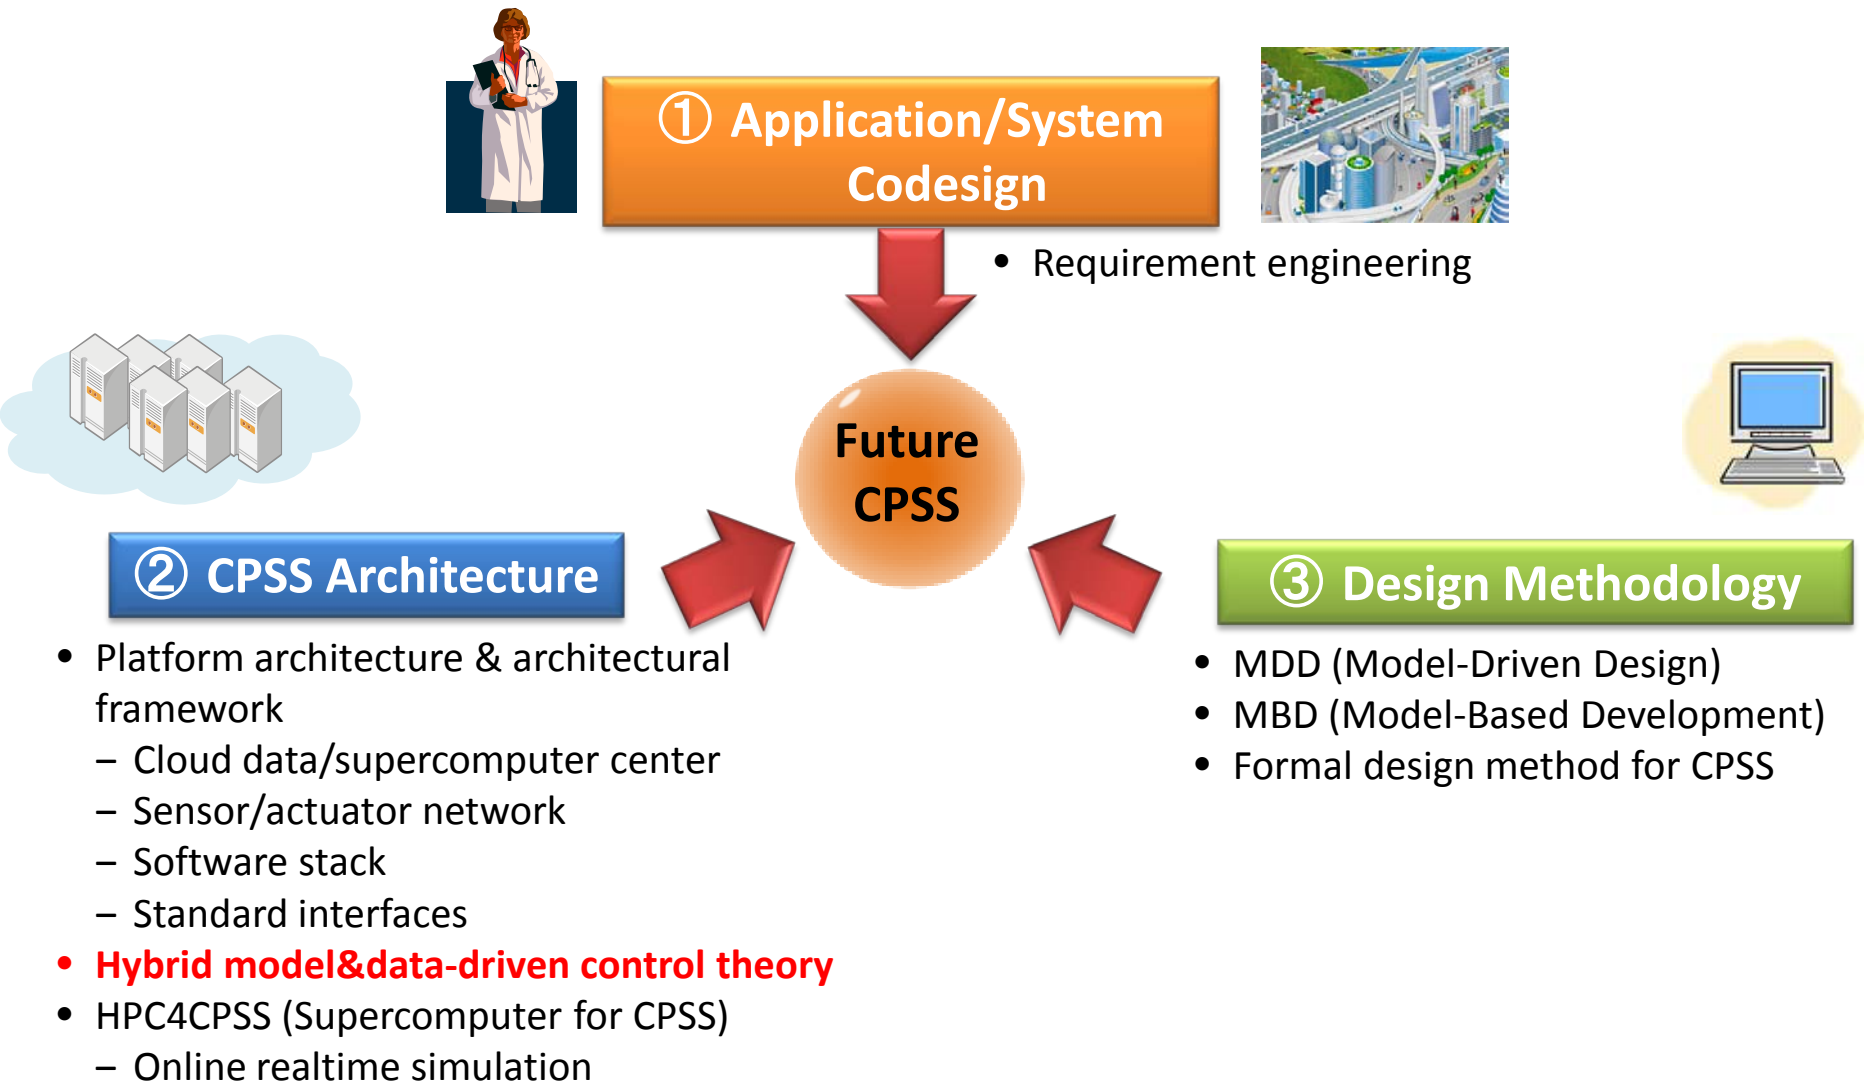 ① Application/System
Codesign
• Requirement engineering
Future
CPSS
② CPSS Architecture
• Platform architecture & architectural
framework
– Cloud data/supercomputer center
– Sensor/actuator network
– Software stack
– Standard interfaces
• Hybrid model&data-driven control theory
• HPC4CPSS (Supercomputer for CPSS)
– Online realtime simulation
③ Design Methodology
• MDD (Model-Driven Design)
• MBD (Model-Based Development)
• Formal design method for CPSS